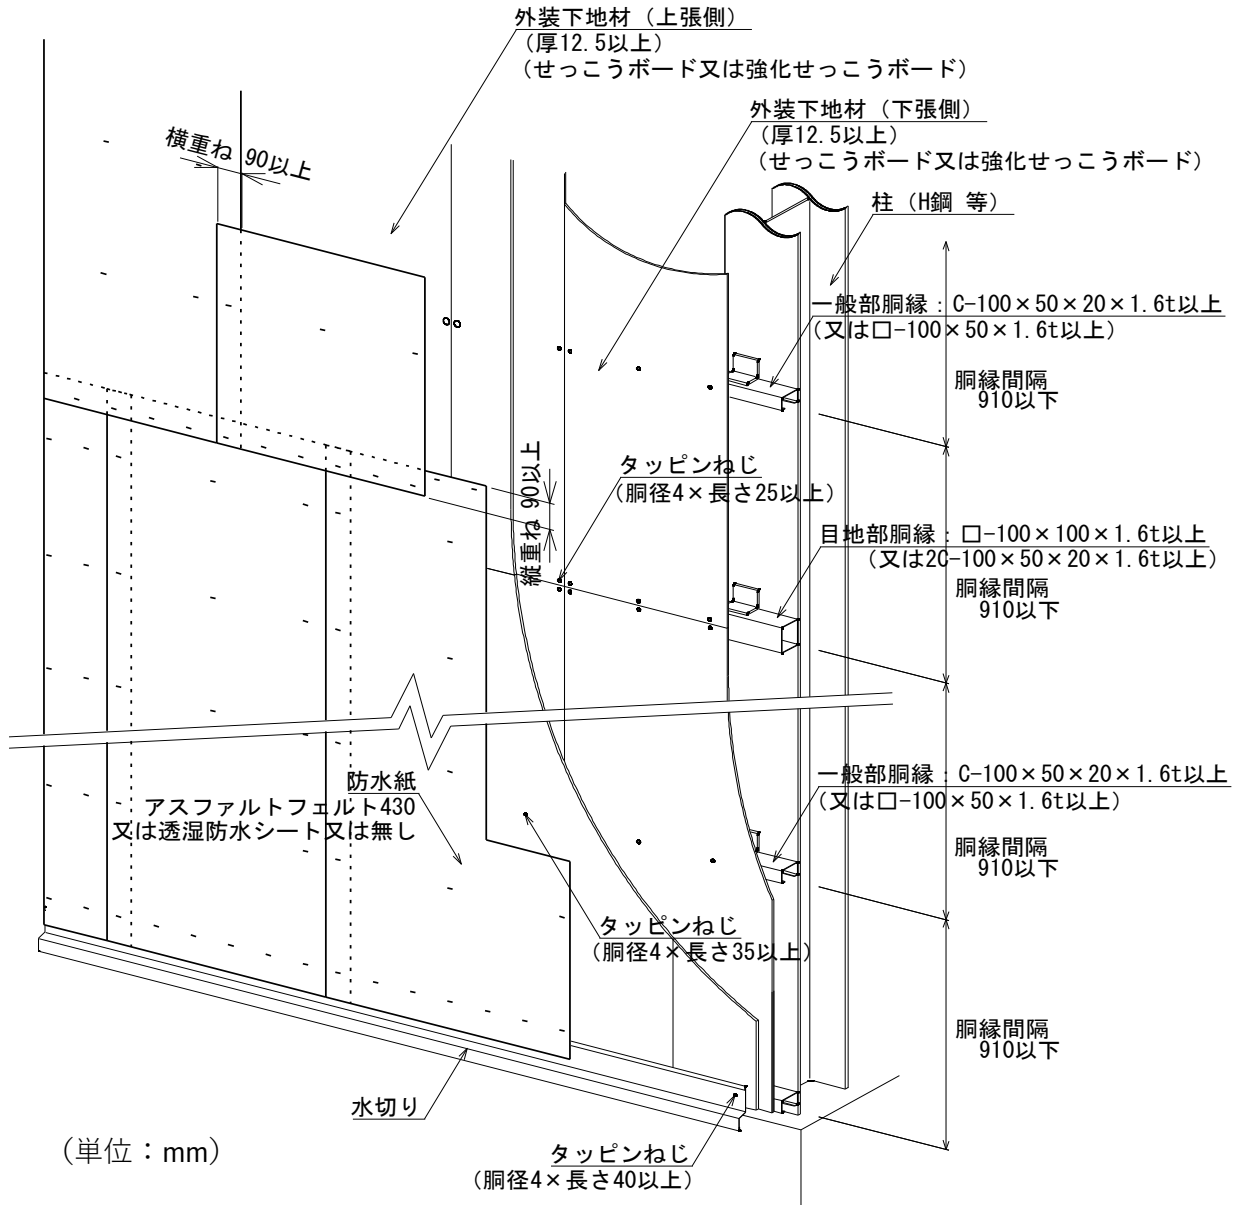 外装下地材（上張側）
（厚12.5以上）
（せっこうボード又は強化せっこうボード）
外装下地材（下張側）
（厚12.5以上）
（せっこうボード又は強化せっこうボード）
横重ね 90以上
柱（H鋼 等）
一般部胴縁：C-100×50×20×1.6t以上
（又は□-100×50×1.6t以上）
胴縁間隔
910以下
タッピンねじ
（胴径4×長さ25以上）
縦重ね 90以上
目地部胴縁：□-100×100×1.6t以上
（又は2C-100×50×20×1.6t以上）
胴縁間隔
910以下
防水紙
アスファルトフェルト430
又は透湿防水シート又は無し
一般部胴縁：C-100×50×20×1.6t以上
（又は□-100×50×1.6t以上）
胴縁間隔
910以下
タッピンねじ
（胴径4×長さ35以上）
胴縁間隔
910以下
水切り
（単位：mm）
タッピンねじ
（胴径4×長さ40以上）